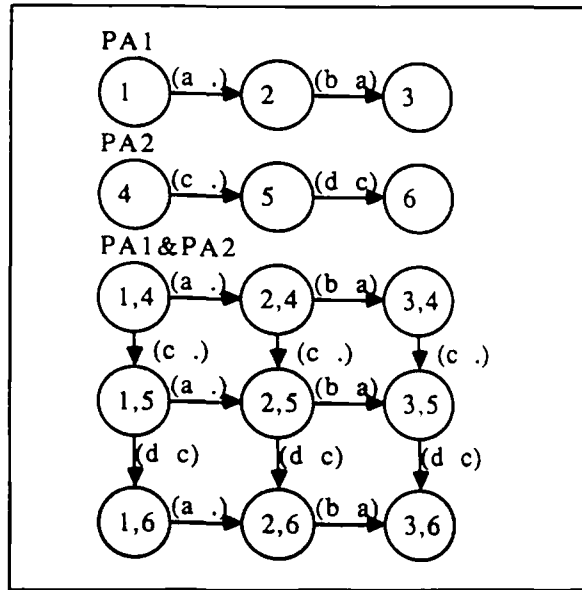 PA1
(a .) (b a)
1 2 3
PA2
(c .) (d c)
4 5 6
PA1&PA2
(a .) (b a)
1,4 2,4 3,4
(c .) (c .) (c .)
(a .) (b a)
1,5 2,5 3,5
(d c) (d c) (d c)
(a .) (b a)
1,6 2,6 3,6